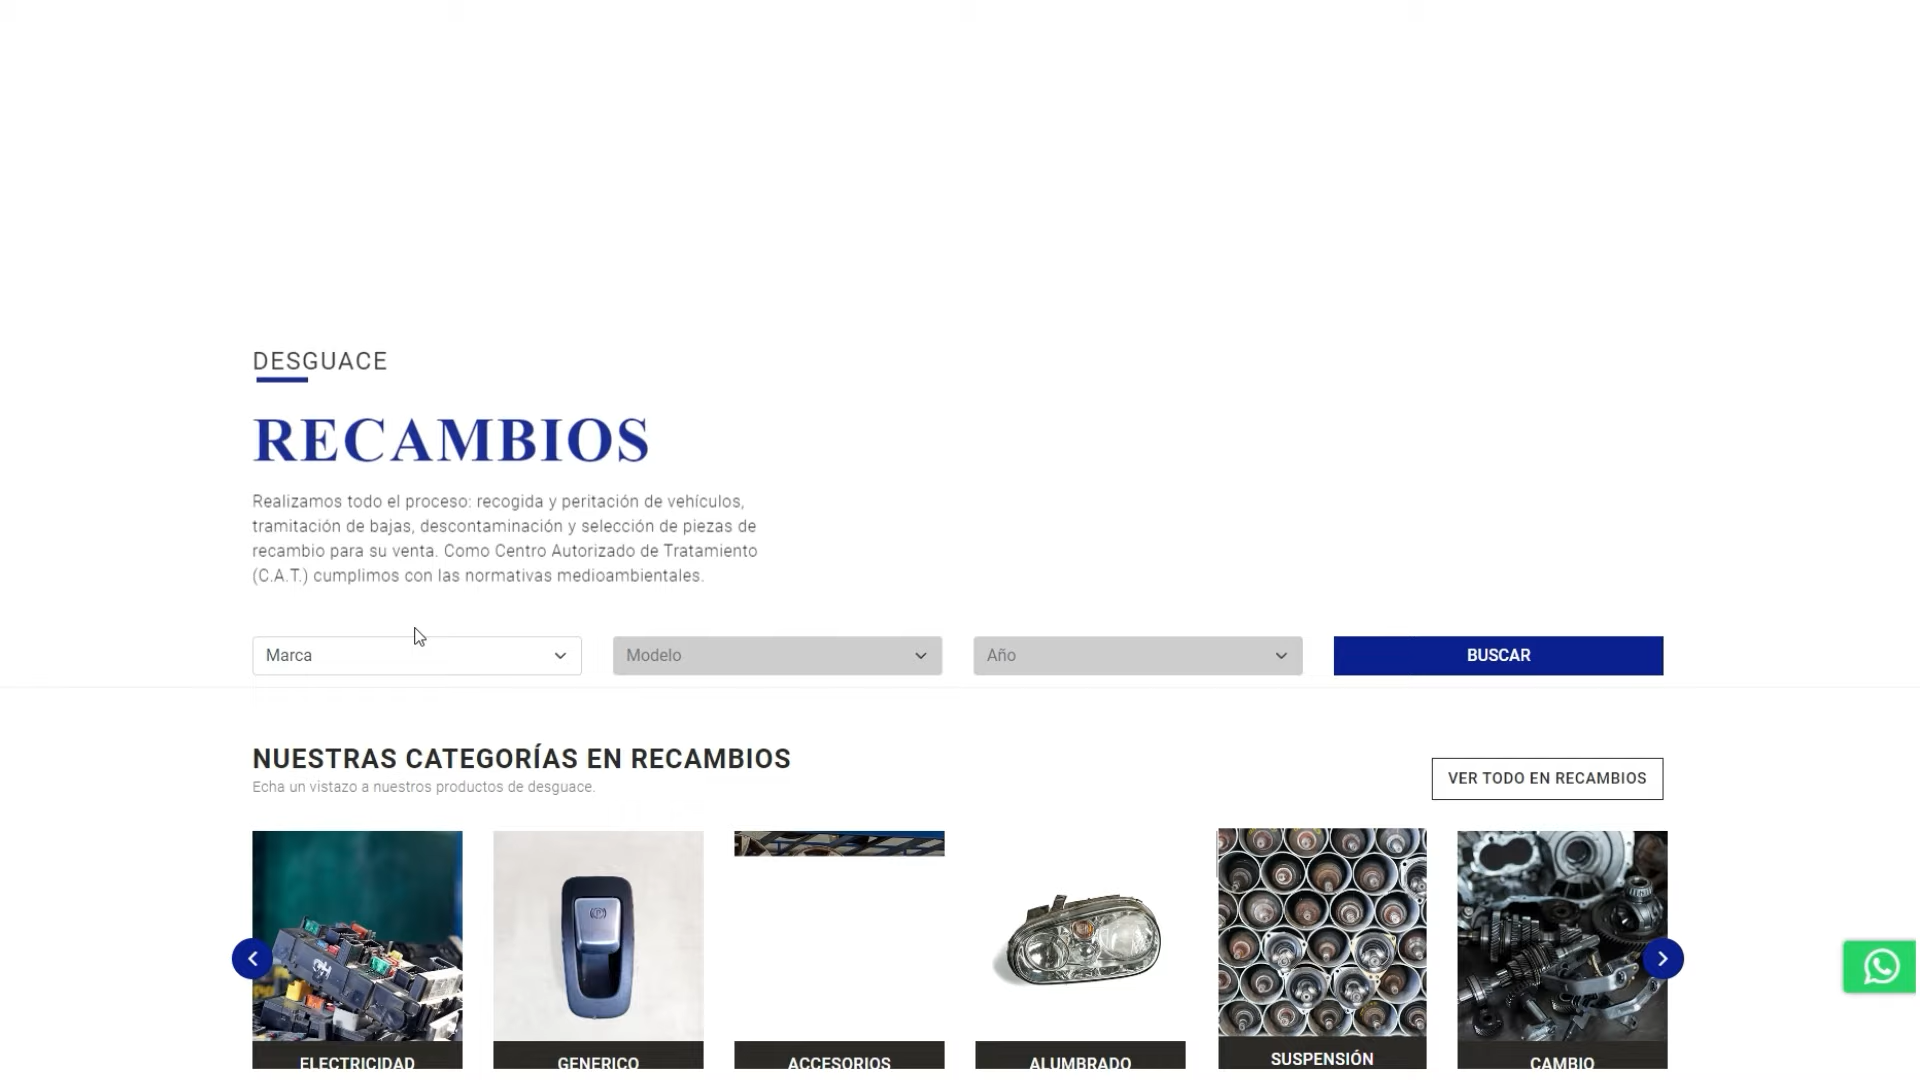 DESGUACE
RECAMBIOS
Realizamos todo el proceso: recogida y peritación de vehículos,
tramitación de bajas, descontaminación y selección de piezas de
recambio para su venta. Como Centro Autorizado de Tratamiento
(C.A.T.) cumplimos con las normativas medioambientales.
Marca
Modelo
Año
BUSCAR
NUESTRAS CATEGORÍAS EN RECAMBIOS
Echa un vistazo a nuestros productos de desguace.
VER TODO EN RECAMBIOS
ELECTRICIDAD
GENERICO
ACCESORIOS
ALUMBRADO
SUSPENSIÓN
CAMBIO